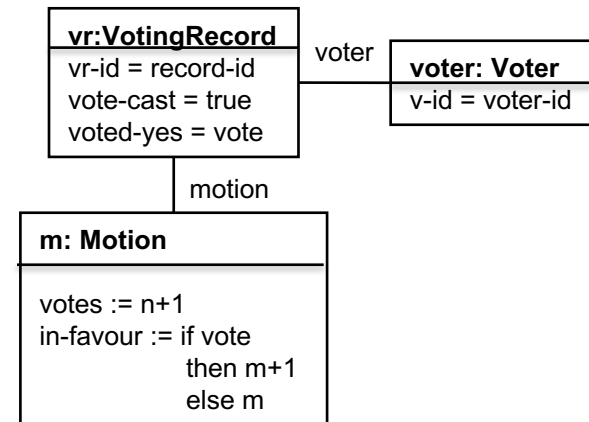 vr:VotingRecord
vr-id = record-id
vote-cast = true
voted-yes = vote
voter
voter: Voter
v-id = voter-id
motion
m: Motion
votes := n+1
in-favour := if vote
then m+1
else m